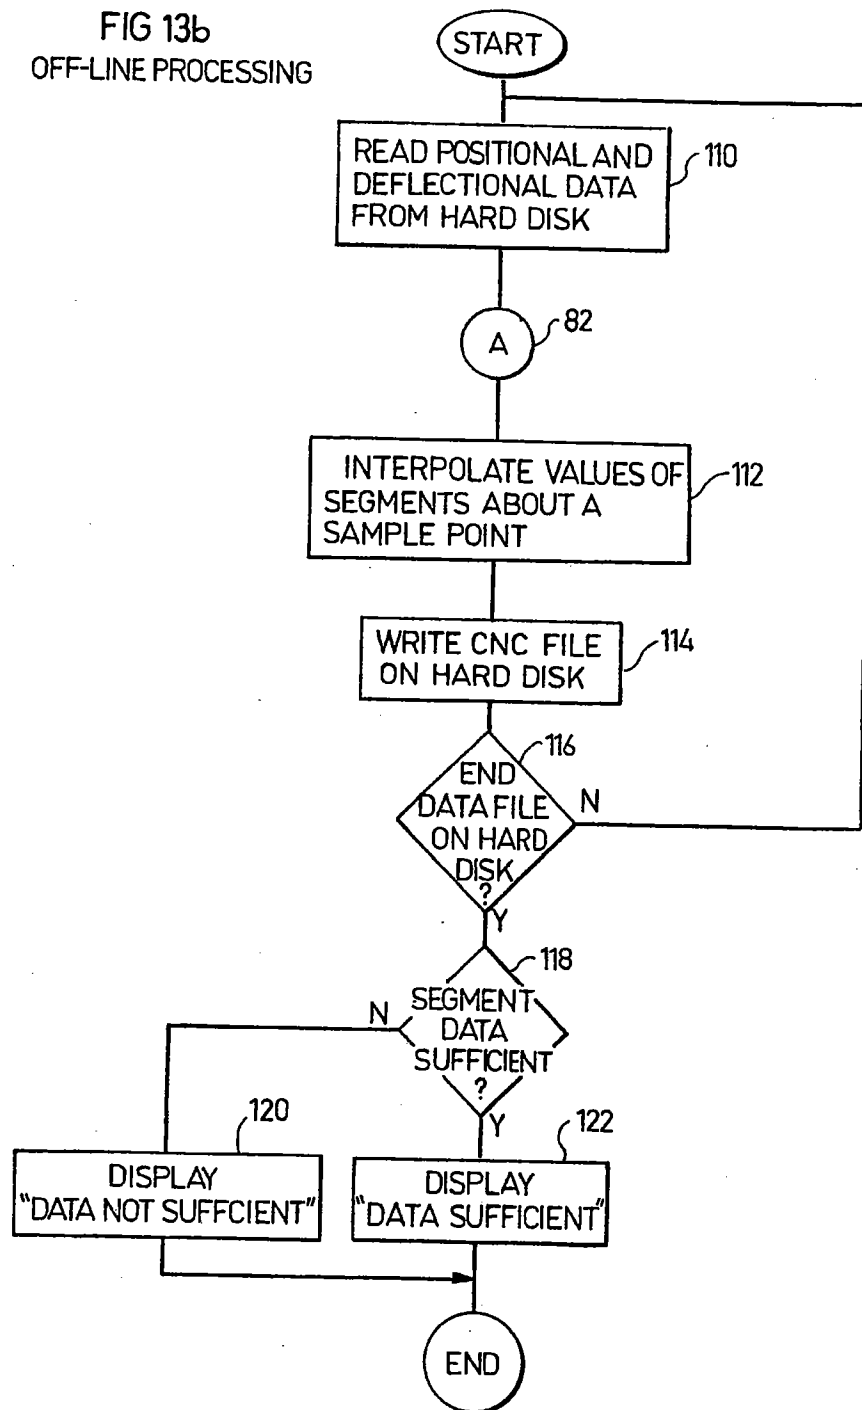 FIG 13b
OFF-LINE PROCESSING
START
READ POSITIONAL AND
DEFLECTIONAL DATA
FROM HARD DISK
110
A
82
INTERPOLATE VALUES OF
SEGMENTS ABOUT A
SAMPLE POINT
112
WRITE CNC FILE
ON HARD DISK
114
116
END
DATA FILE
ON HARD
DISK
?
N
Y
118
SEGMENT
DATA
SUFFICIENT
?
N
Y
120
DISPLAY
"DATA NOT SUFFCIENT"
122
DISPLAY
"DATA SUFFICIENT"
END